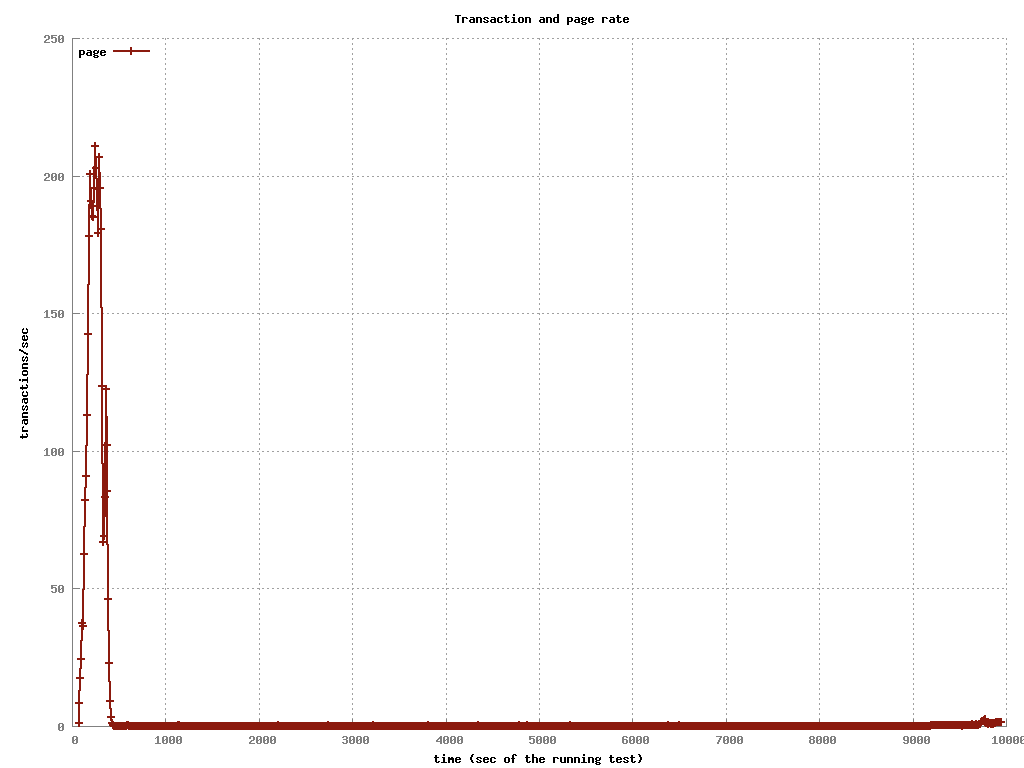 Transaction and page rate
250
page
200
150
transactions/sec
100
50
0
0 1000 2000 3000 4000 5000 6000 7000 8000 9000 10000
time (sec of the running test)